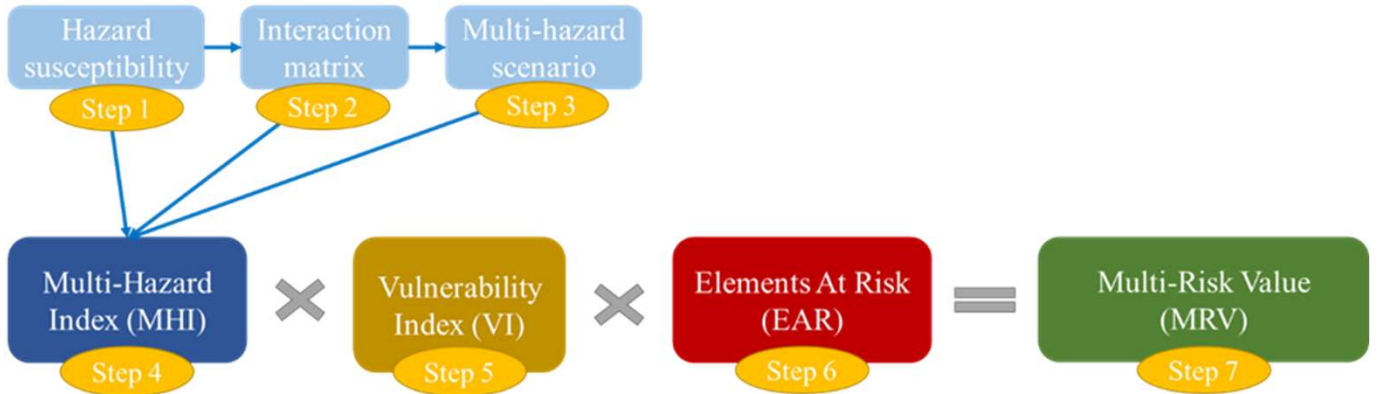 Hazard
susceptibility
Step 1
Interaction
matrix
Step 2
Multi-hazard
scenario
Step 3
Multi-Hazard
Index (MHI)
Step 4
Vulnerability
Index (VI)
Step 5
Elements At Risk
(EAR)
Step 6
Multi-Risk Value
(MRV)
Step 7